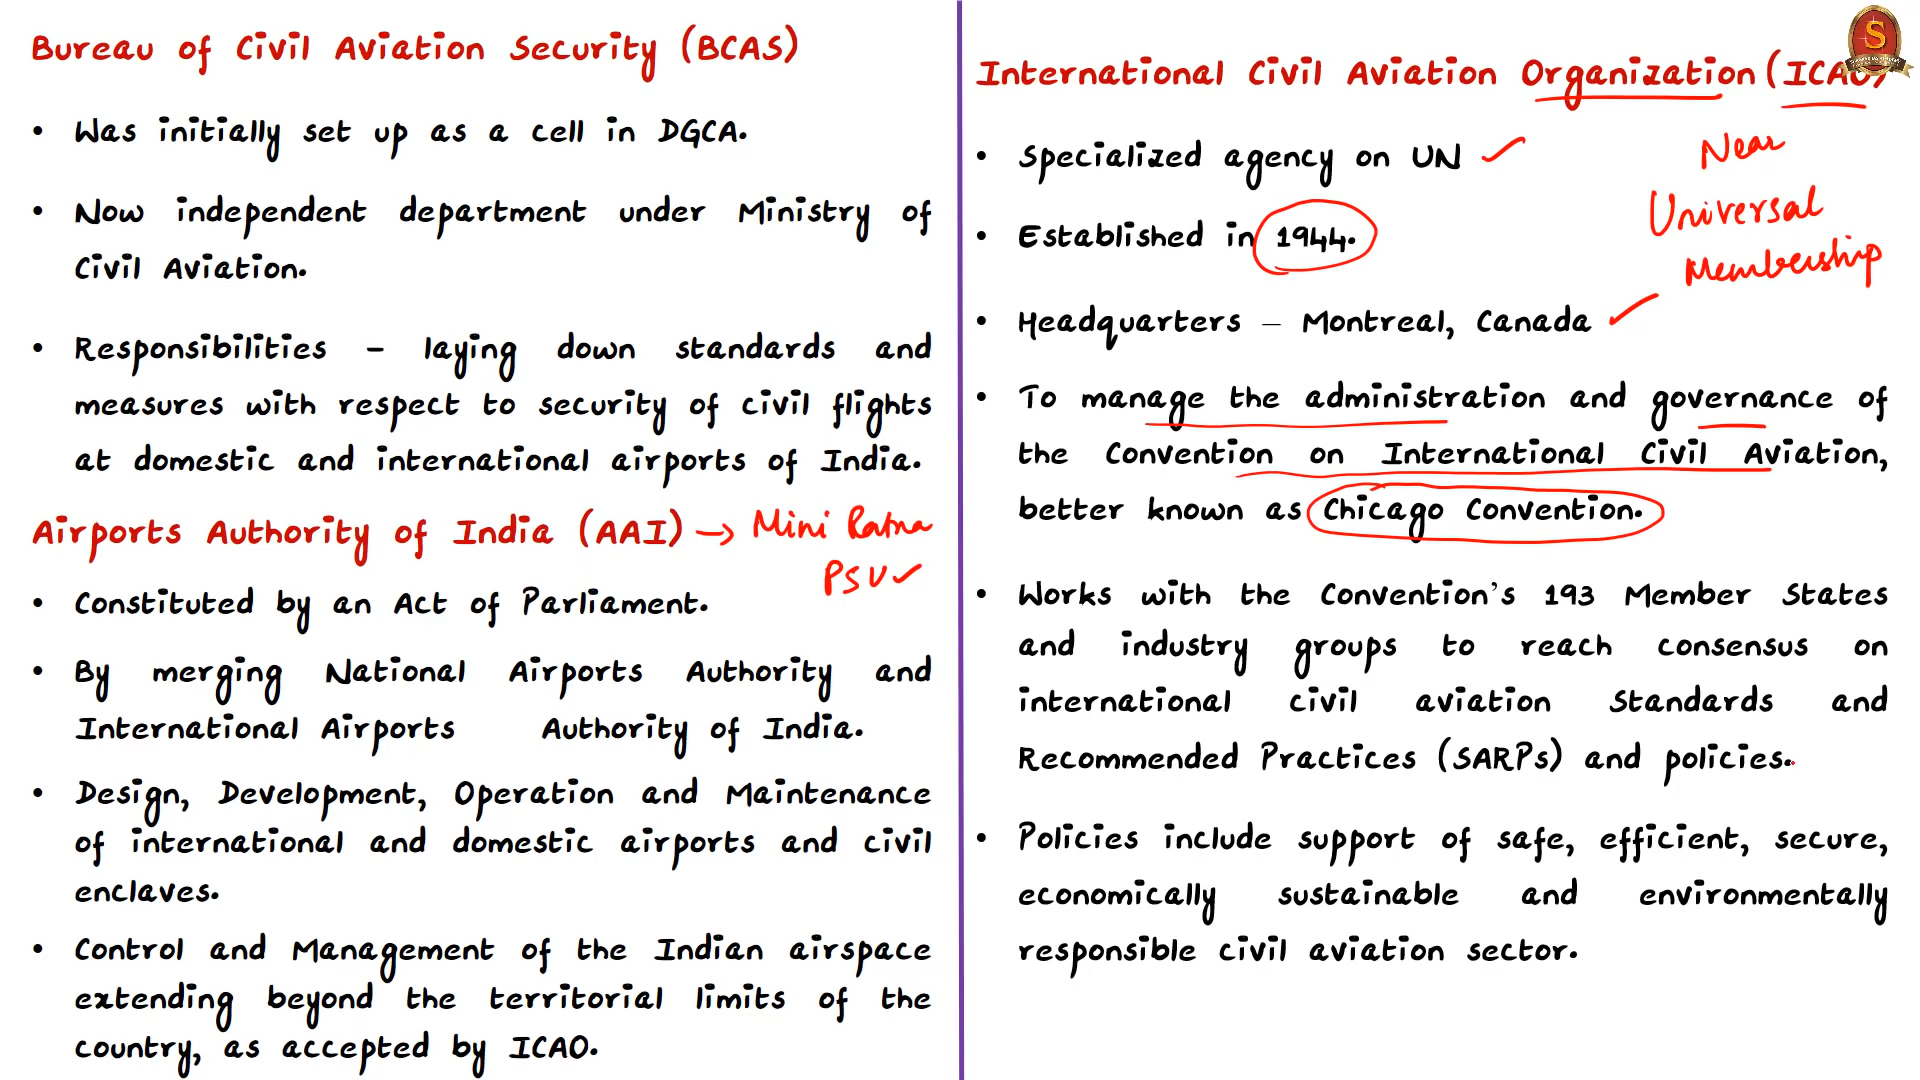 Bureau of Civil Aviation Security (BCAS)
• Was initially set up as a cell in DGCA.
• Now independent department under Ministry of
Civil Aviation.
• Responsibilities - laying down standards and
measures with respect to security of civil flights
at domestic and international airports of India.
Airports Authority of India (AAI) → Mini Ratna
PSU ✓
• Constituted by an Act of Parliament.
• By merging National Airports Authority and
International Airports Authority of India.
• Design, Development, Operation and Maintenance
of international and domestic airports and civil
enclaves.
• Control and Management of the Indian airspace
extending beyond the territorial limits of the
country, as accepted by ICAO.
International Civil Aviation Organization (ICAO)
• Specialized agency on UN ✓
Near
Universal
Membership
• Established in 1944.
• Headquarters – Montreal, Canada ✓
• To manage the administration and governance of
the Convention on International Civil Aviation,
better known as Chicago Convention.
• Works with the Convention's 193 Member States
and industry groups to reach consensus on
international civil aviation Standards and
Recommended Practices (SARPs) and policies.
• Policies include support of safe, efficient, secure,
economically sustainable and environmentally
responsible civil aviation sector.
S